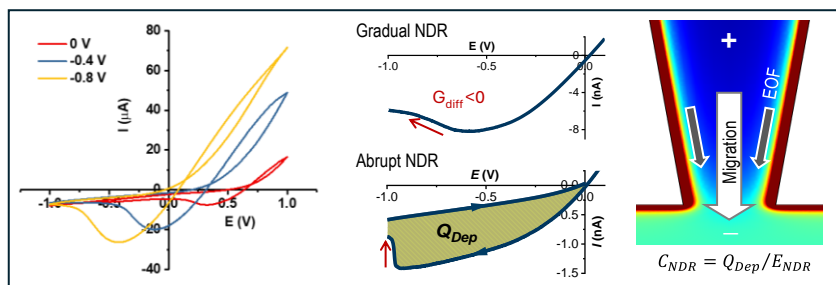 0 V
-0.4 V
-0.8 V
I (µA)
80
60
40
20
0
-20
-40
-1.0
-0.5
0.0
0.5
1.0
E (V)
Gradual NDR
E (V)
-1.0
-0.5
0.0
0
-4
-8
I (nA)
G_diff<0
Abrupt NDR
E (V)
-1.0
-0.5
0.0
0.0
-0.5
-1.0
-1.5
I (nA)
Q_Dep
+
EOF
Migration
–
C_NDR = Q_Dep/E_NDR